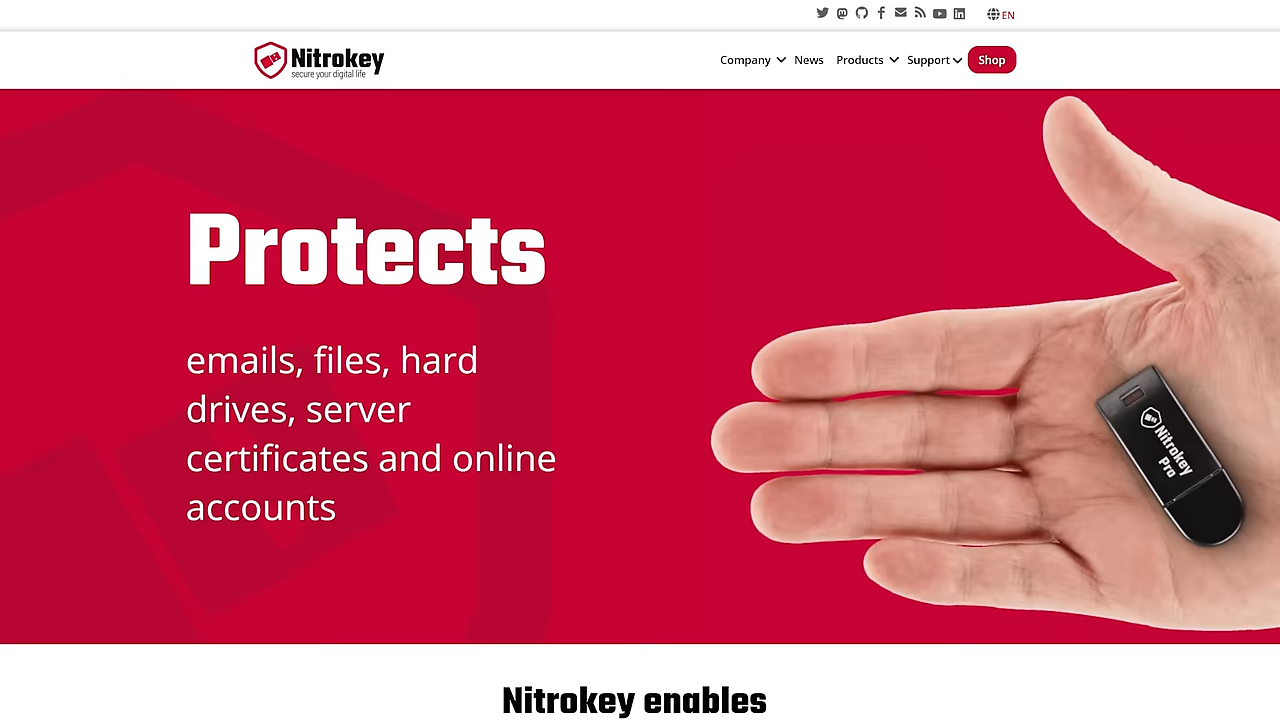 EN
Nitrokey
secure your digital life
Company
News
Products
Support
Shop
Protects
emails, files, hard
drives, server
certificates and online
accounts
Nitrokey
Pro
Nitrokey enables